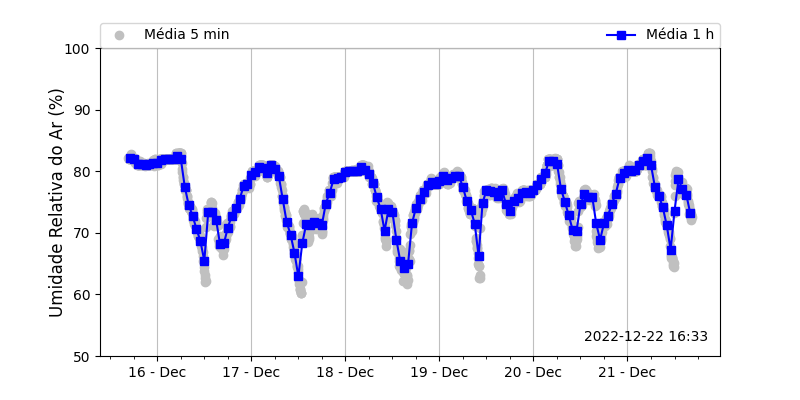 Média 5 min
Média 1 h
Umidade Relativa do Ar (%)
100
90
80
70
60
50
2022-12-22 16:33
16 - Dec
17 - Dec
18 - Dec
19 - Dec
20 - Dec
21 - Dec